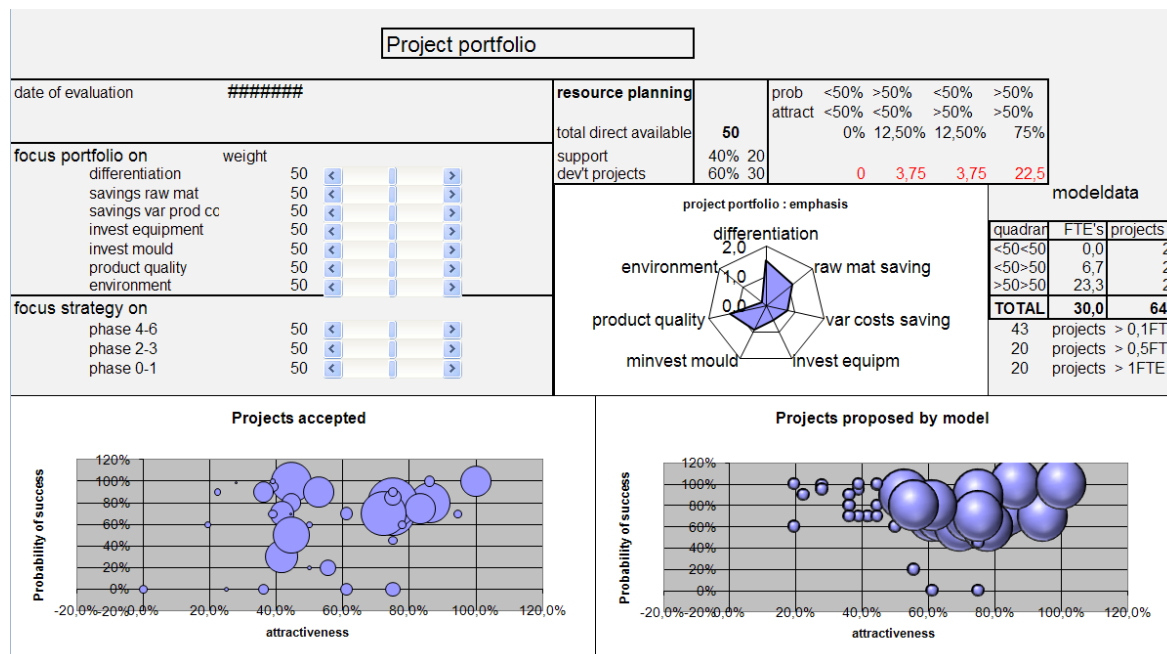 Project portfolio
date of evaluation #######
resource planning
prob <50% >50% <50% >50%
attract <50% <50% >50% >50%
total direct available 50 0% 12,50% 12,50% 75%
support 40% 20
dev't projects 60% 30 0 3,75 3,75 22,5
focus portfolio on weight
differentiation 50
savings raw mat 50
savings var prod cc 50
invest equipment 50
invest mould 50
product quality 50
environment 50
focus strategy on
phase 4-6 50
phase 2-3 50
phase 0-1 50
project portfolio : emphasis
differentiation
raw mat saving
var costs saving
invest equipm
minvest mould
product quality
environment
2,0
1,0
0,0
modeldata
quadran FTE's projects
<50<50 0,0 2
<50>50 6,7 2
>50>50 23,3 2
TOTAL 30,0 64
43 projects > 0,1FT
20 projects > 0,5FT
20 projects > 1FTE
Projects accepted
Probability of success
120%
100%
80%
60%
40%
20%
0%
-20,0% -20% 0,0% 20,0% 40,0% 60,0% 80,0% 100,0% 120,0%
attractiveness
Projects proposed by model
Probability of success
120%
100%
80%
60%
40%
20%
0%
-20,0% -20% 0,0% 20,0% 40,0% 60,0% 80,0% 100,0% 120,0%
attractiveness